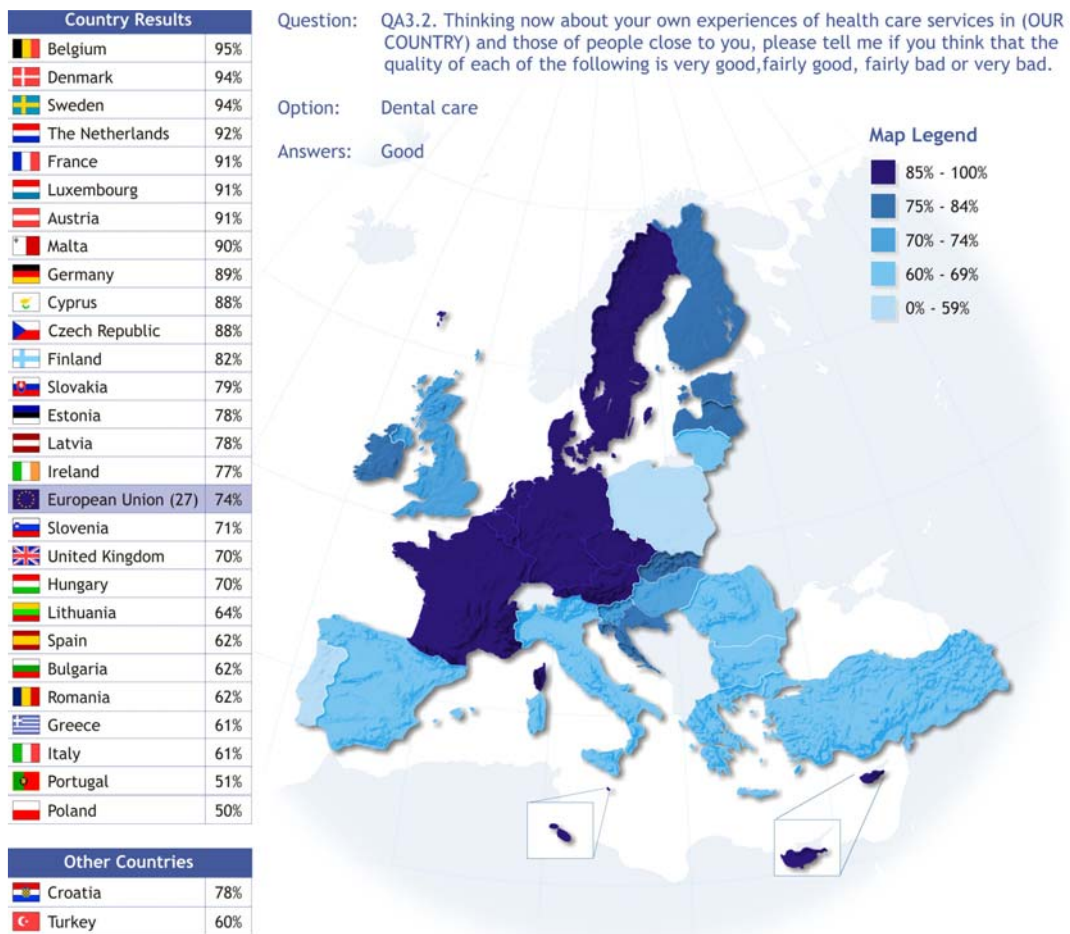 Country Results
Belgium 95%
Denmark 94%
Sweden 94%
The Netherlands 92%
France 91%
Luxembourg 91%
Austria 91%
Malta 90%
Germany 89%
Cyprus 88%
Czech Republic 88%
Finland 82%
Slovakia 79%
Estonia 78%
Latvia 78%
Ireland 77%
European Union (27) 74%
Slovenia 71%
United Kingdom 70%
Hungary 70%
Lithuania 64%
Spain 62%
Bulgaria 62%
Romania 62%
Greece 61%
Italy 61%
Portugal 51%
Poland 50%
Other Countries
Croatia 78%
Turkey 60%
Question: QA3.2. Thinking now about your own experiences of health care services in (OUR
COUNTRY) and those of people close to you, please tell me if you think that the
quality of each of the following is very good,fairly good, fairly bad or very bad.
Option: Dental care
Answers: Good
Map Legend
85% - 100%
75% - 84%
70% - 74%
60% - 69%
0% - 59%